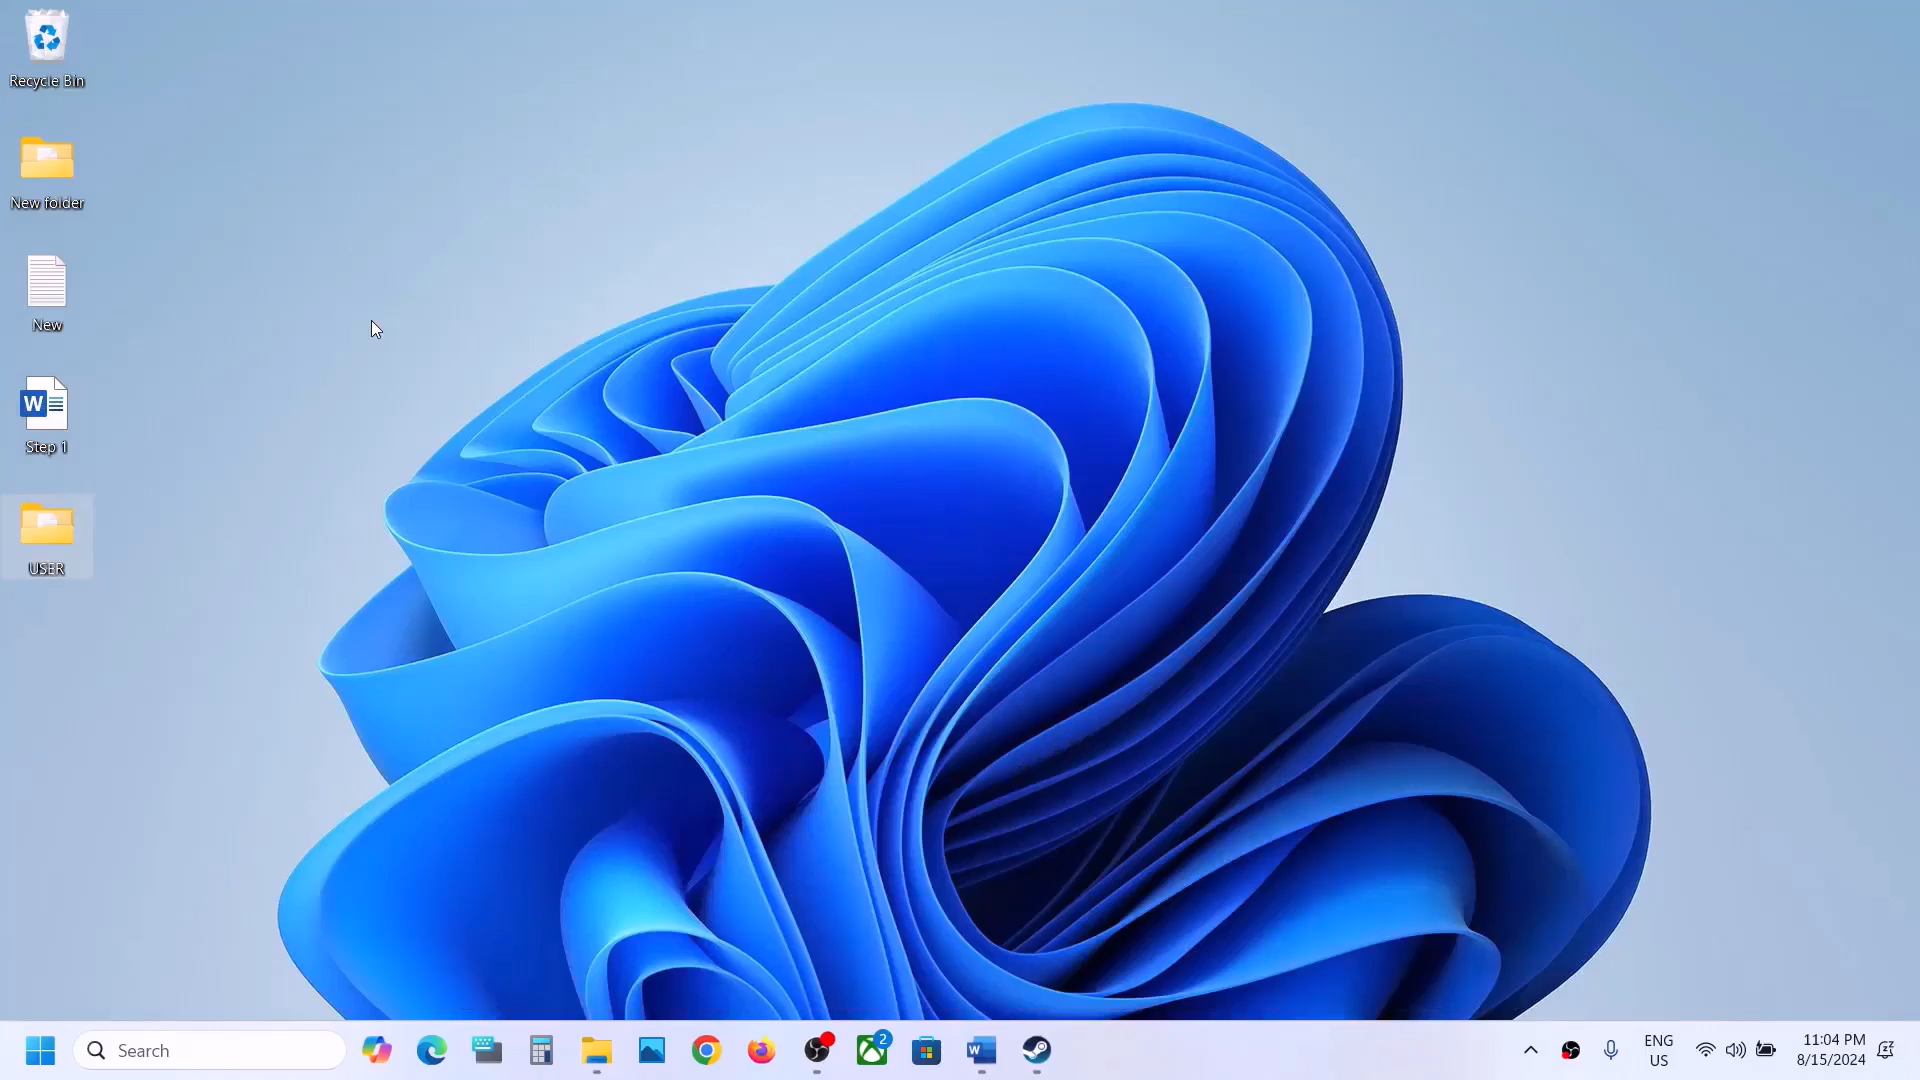 Recycle Bin
New folder
New
W
Step 1
USER
Search
2
W
ENG
US
11:04 PM
8/15/2024